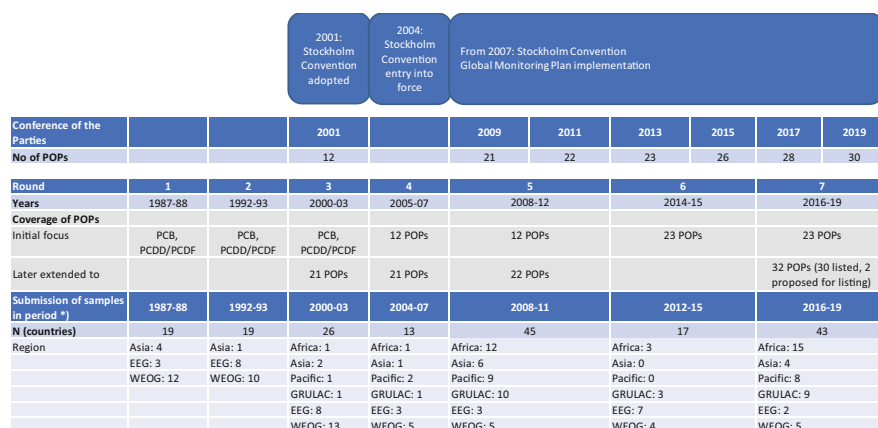 2001:
Stockholm
Convention
adopted
2004:
Stockholm
Convention
entry into
force
From 2007: Stockholm Convention
Global Monitoring Plan implementation
Conference of the
Parties
2001 2009 2011 2013 2015 2017 2019
No of POPs 12 21 22 23 26 28 30
Round 1 2 3 4 5 6 7
Years 1987-88 1992-93 2000-03 2005-07 2008-12 2014-15 2016-19
Coverage of POPs
Initial focus PCB, PCB, PCB, 12 POPs 12 POPs 23 POPs 23 POPs
PCDD/PCDF PCDD/PCDF PCDD/PCDF
Later extended to 21 POPs 21 POPs 22 POPs 32 POPs (30 listed, 2
proposed for listing)
Submission of samples
in period *) 1987-88 1992-93 2000-03 2004-07 2008-11 2012-15 2016-19
N (countries) 19 19 26 13 45 17 43
Region Asia: 4 Asia: 1 Africa: 1 Africa: 1 Africa: 12 Africa: 3 Africa: 15
EEG: 3 EEG: 8 Asia: 2 Asia: 1 Asia: 6 Asia: 0 Asia: 4
WEOG: 12 WEOG: 10 Pacific: 1 Pacific: 2 Pacific: 9 Pacific: 0 Pacific: 8
GRULAC: 1 GRULAC: 1 GRULAC: 10 GRULAC: 3 GRULAC: 9
EEG: 8 EEG: 3 EEG: 3 EEG: 7 EEG: 2
WEOG: 13 WEOG: 5 WEOG: 5 WEOG: 4 WEOG: 5